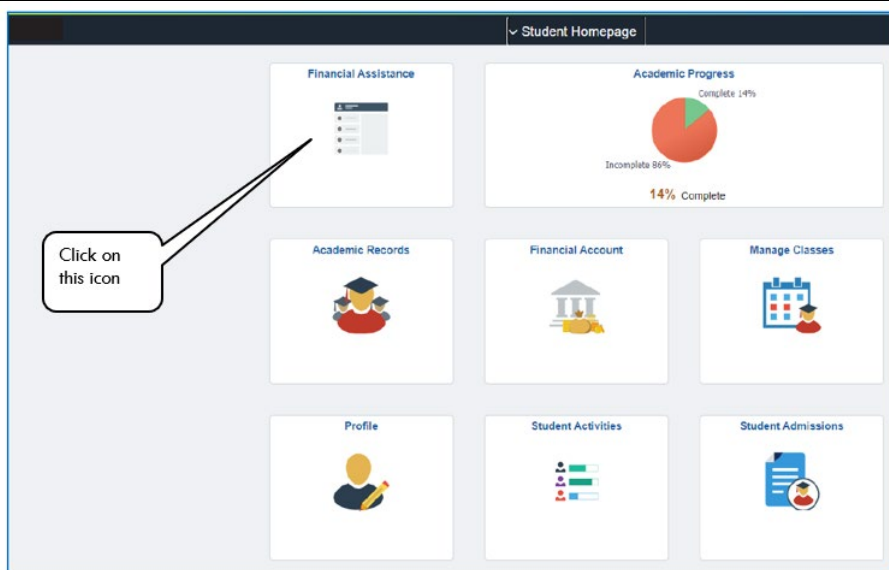 Student Homepage
Financial Assistance
Academic Progress
Complete 14%
Incomplete 86%
14% Complete
Click on
this icon
Academic Records
Financial Account
Manage Classes
Profile
Student Activities
Student Admissions